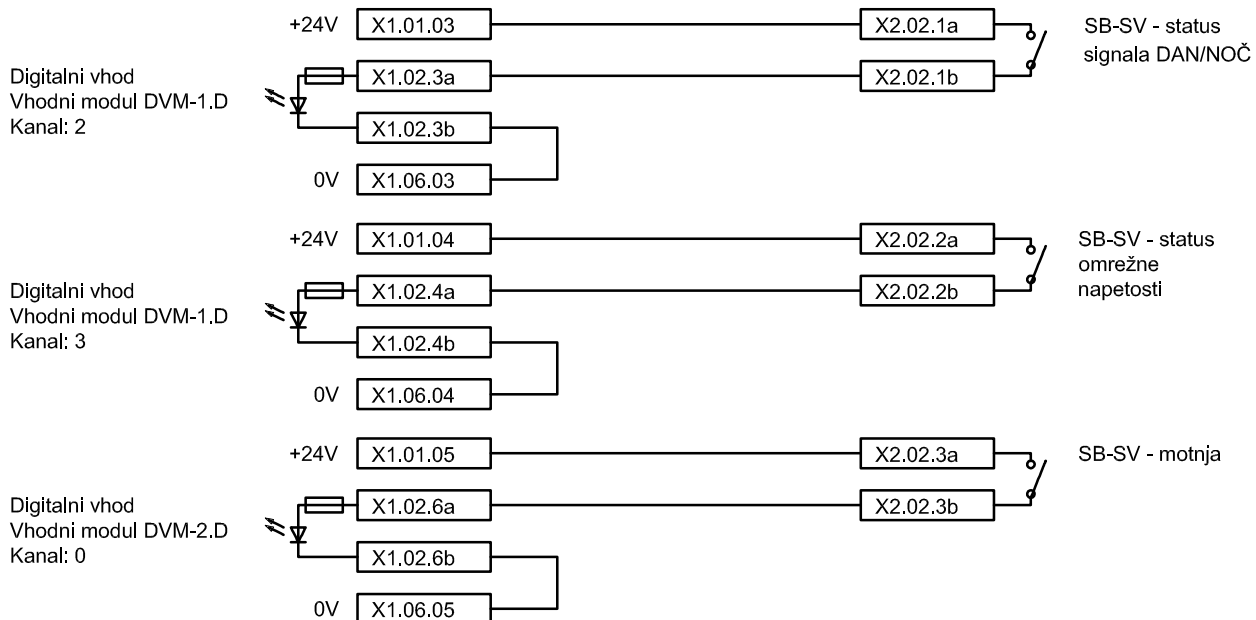 +24V X1.01.03 X2.02.1a SB-SV - status
signala DAN/NOČ
Digitalni vhod
Vhodni modul DVM-1.D
Kanal: 2
X1.02.3a X2.02.1b
X1.02.3b
0V X1.06.03
+24V X1.01.04 X2.02.2a SB-SV - status
omrežne
napetosti
Digitalni vhod
Vhodni modul DVM-1.D
Kanal: 3
X1.02.4a X2.02.2b
X1.02.4b
0V X1.06.04
+24V X1.01.05 X2.02.3a SB-SV - motnja
Digitalni vhod
Vhodni modul DVM-2.D
Kanal: 0
X1.02.6a X2.02.3b
X1.02.6b
0V X1.06.05